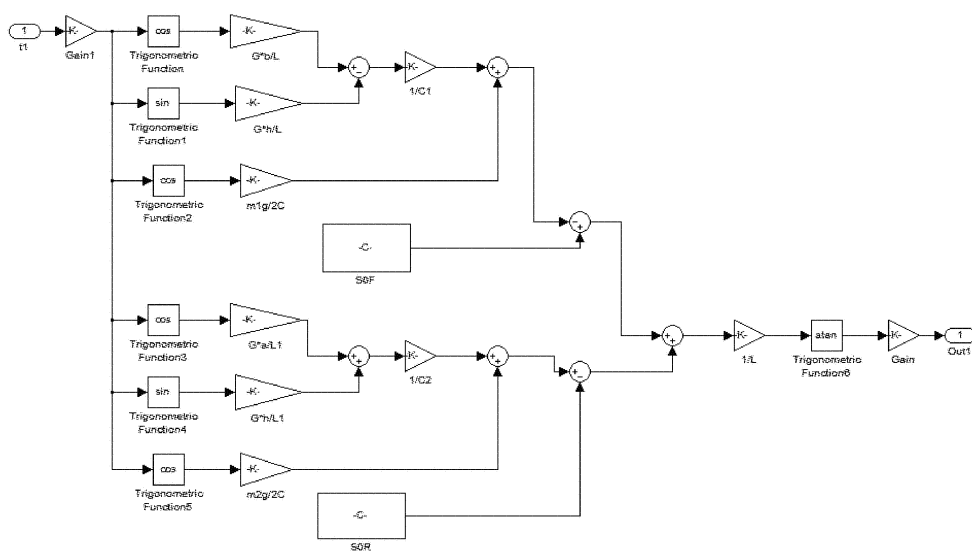 1
t1
-K-
Gain1
cos
Trigonometric
Function
-K-
G*b/L
sin
Trigonometric
Function1
-K-
G*h/L
cos
Trigonometric
Function2
-K-
m1g/2C
-K-
1/C1
-C-
S0F
cos
Trigonometric
Function3
-K-
G*a/L1
sin
Trigonometric
Function4
-K-
G*h/L1
cos
Trigonometric
Function5
-K-
m2g/2C
-K-
1/C2
-C-
S0R
-K-
1/L
atan
Trigonometric
Function6
-K-
Gain
1
Out1